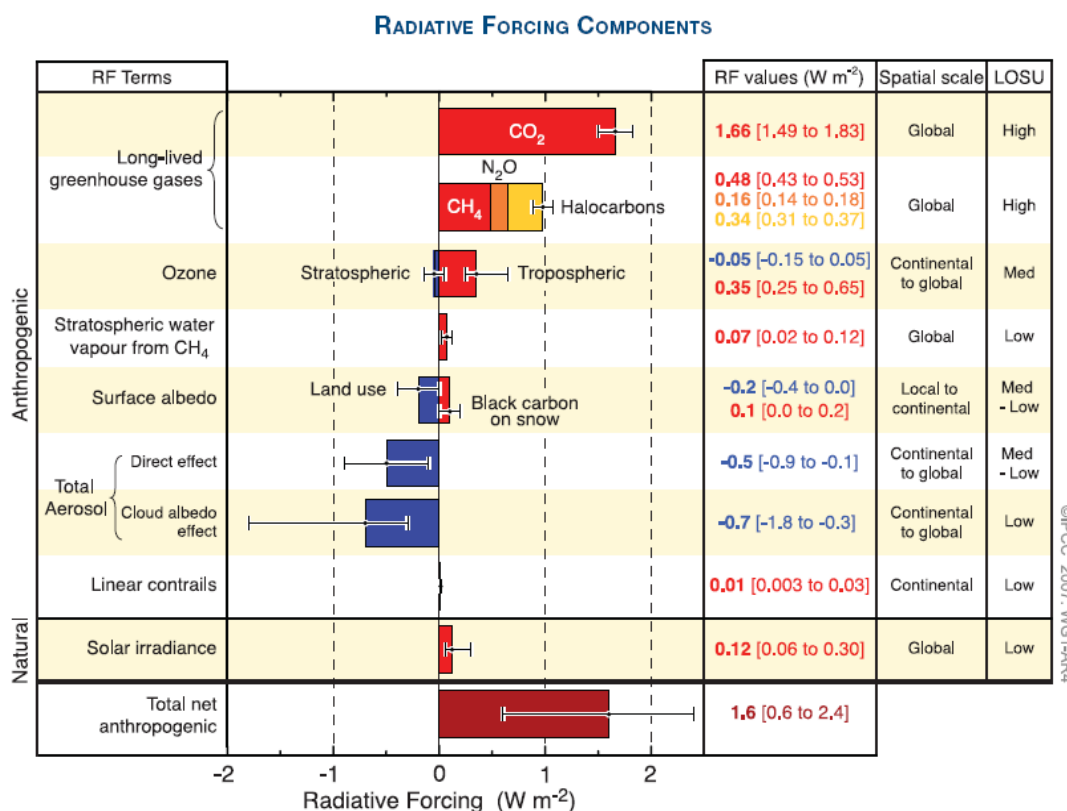 RADIATIVE FORCING COMPONENTS
RF Terms
RF values (W m⁻²)
Spatial scale
LOSU
Anthropogenic
Long-lived
greenhouse gases
CO₂
1.66 [1.49 to 1.83]
Global
High
N₂O
CH₄
Halocarbons
0.48 [0.43 to 0.53]
0.16 [0.14 to 0.18]
0.34 [0.31 to 0.37]
Global
High
Ozone
Stratospheric
Tropospheric
-0.05 [-0.15 to 0.05]
0.35 [0.25 to 0.65]
Continental
to global
Med
Stratospheric water
vapour from CH₄
0.07 [0.02 to 0.12]
Global
Low
Surface albedo
Land use
Black carbon
on snow
-0.2 [-0.4 to 0.0]
0.1 [0.0 to 0.2]
Local to
continental
Med
- Low
Total
Aerosol
Direct effect
-0.5 [-0.9 to -0.1]
Continental
to global
Med
- Low
Cloud albedo
effect
-0.7 [-1.8 to -0.3]
Continental
to global
Low
Linear contrails
0.01 [0.003 to 0.03]
Continental
Low
Natural
Solar irradiance
0.12 [0.06 to 0.30]
Global
Low
Total net
anthropogenic
1.6 [0.6 to 2.4]
-2 -1 0 1 2
Radiative Forcing (W m⁻²)
©IPCC 2007: WG1-AR4